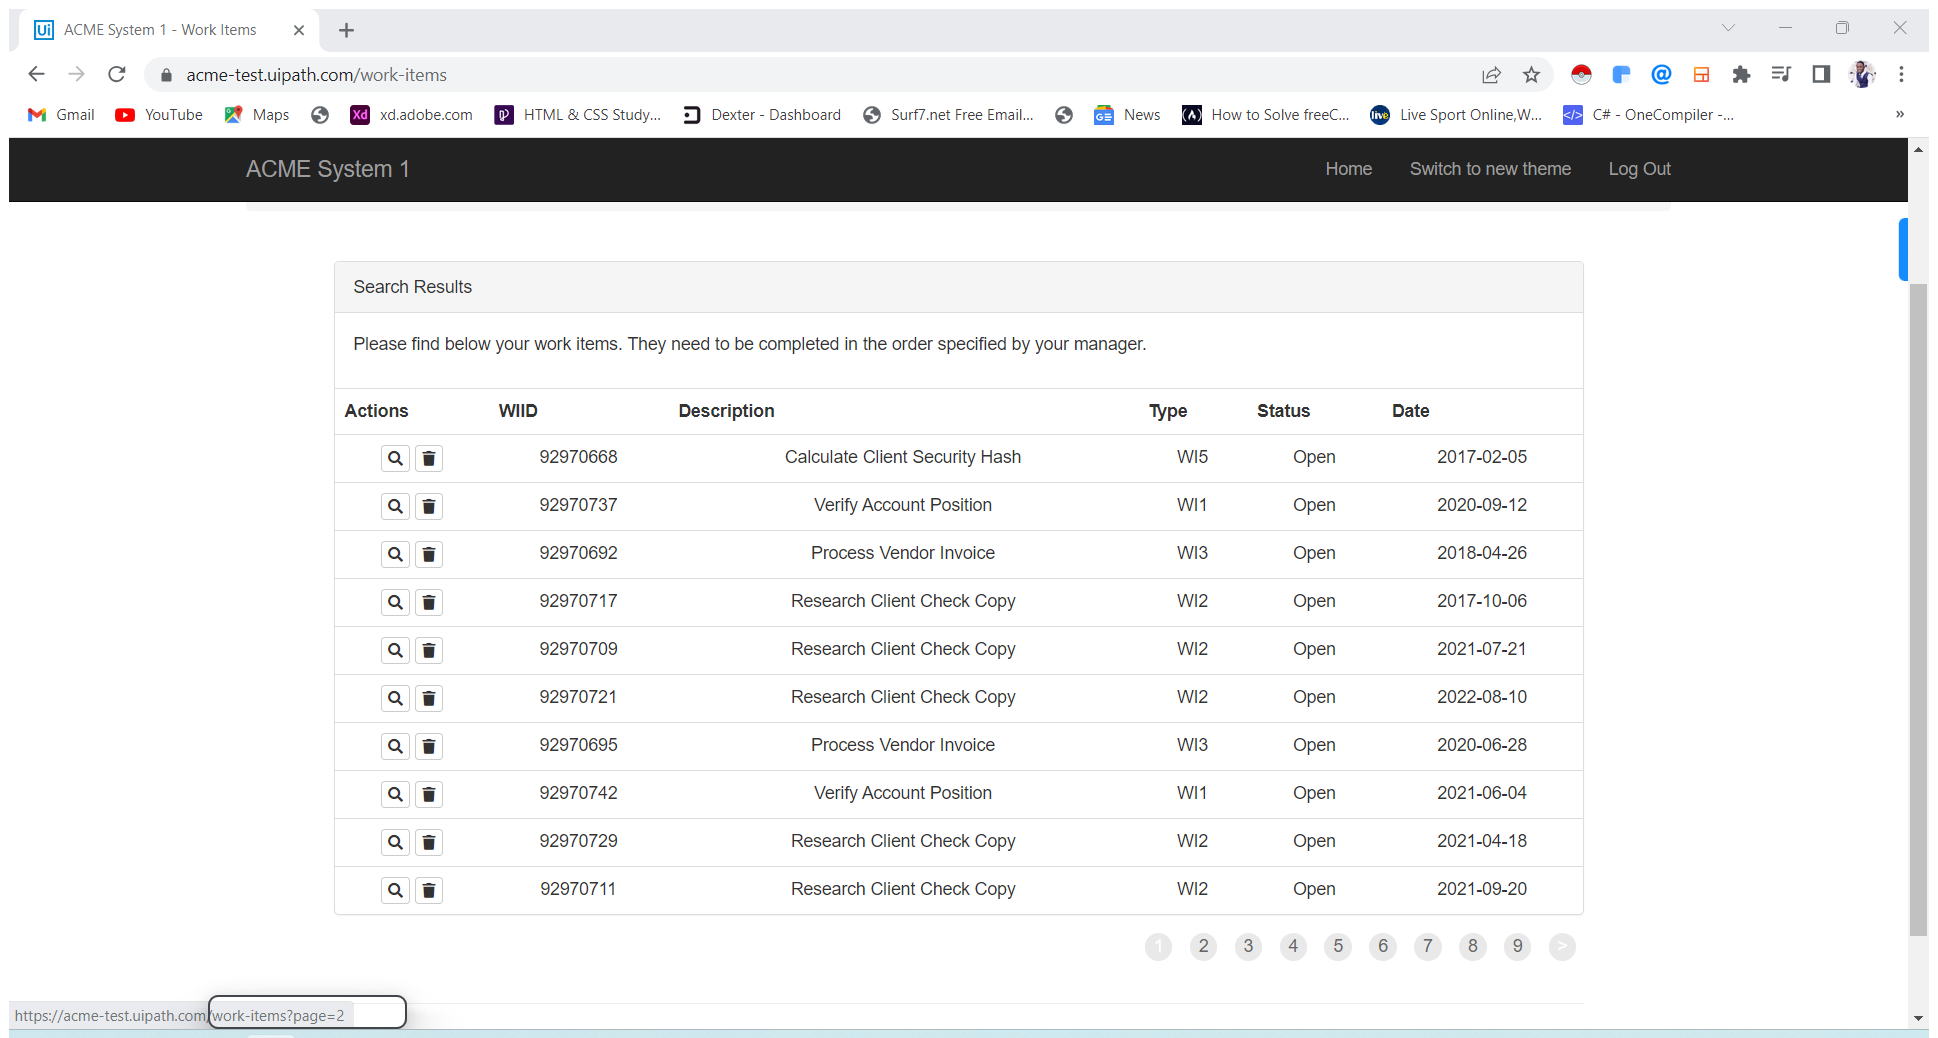 Ui ACME System 1 - Work Items
acme-test.uipath.com/work-items
Gmail YouTube Maps Xd xd.adobe.com HTML & CSS Study... Dexter - Dashboard Surf7.net Free Email... GE News How to Solve freeC... live Live Sport Online,W... </> C# - OneCompiler -... »
ACME System 1 Home Switch to new theme Log Out
Search Results
Please find below your work items. They need to be completed in the order specified by your manager.
Actions WIID Description Type Status Date
92970668 Calculate Client Security Hash WI5 Open 2017-02-05
92970737 Verify Account Position WI1 Open 2020-09-12
92970692 Process Vendor Invoice WI3 Open 2018-04-26
92970717 Research Client Check Copy WI2 Open 2017-10-06
92970709 Research Client Check Copy WI2 Open 2021-07-21
92970721 Research Client Check Copy WI2 Open 2022-08-10
92970695 Process Vendor Invoice WI3 Open 2020-06-28
92970742 Verify Account Position WI1 Open 2021-06-04
92970729 Research Client Check Copy WI2 Open 2021-04-18
92970711 Research Client Check Copy WI2 Open 2021-09-20
1 2 3 4 5 6 7 8 9 >
https://acme-test.uipath.com/work-items?page=2